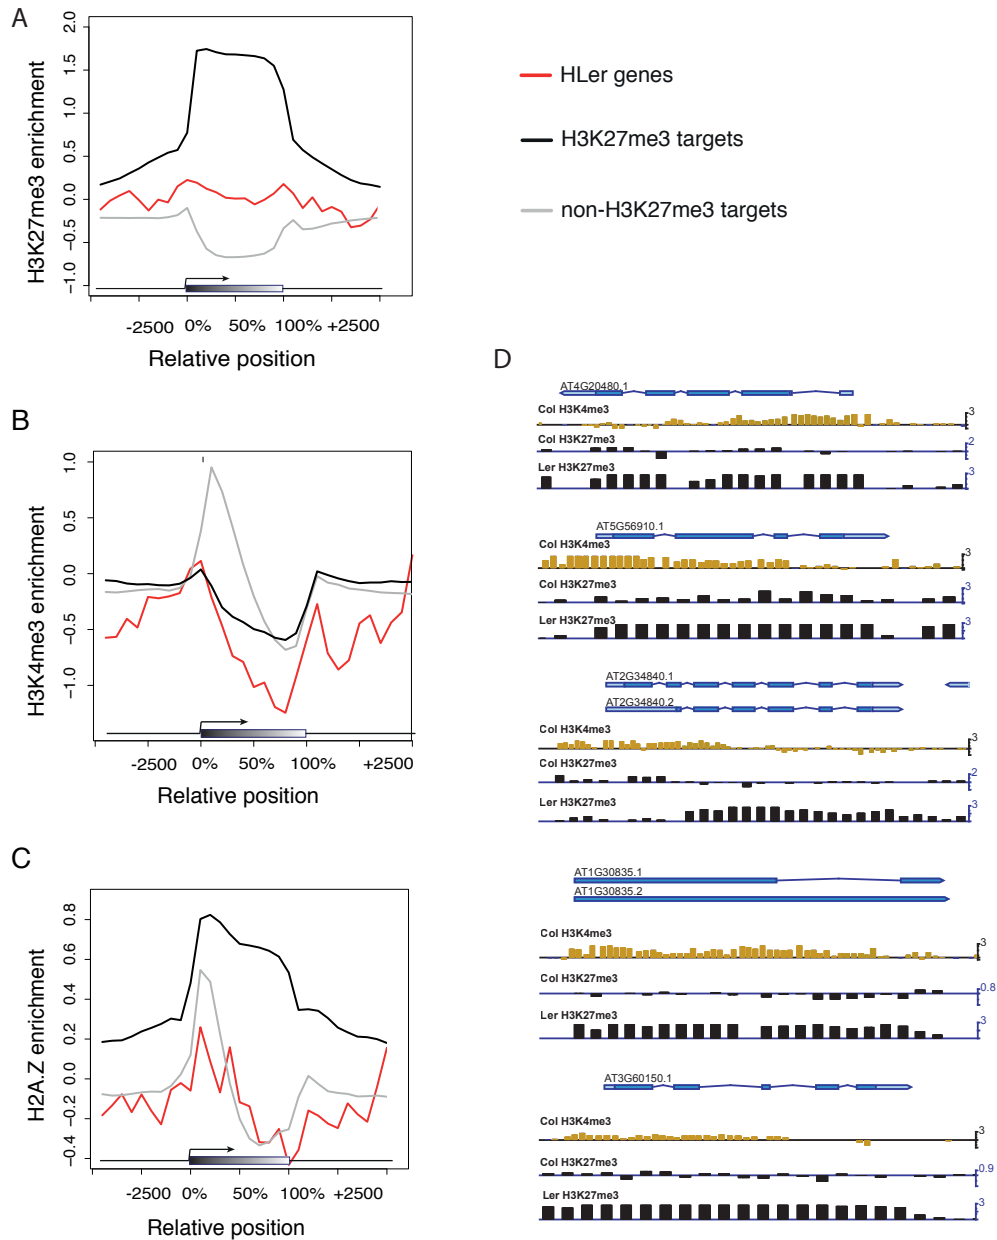 A
2.0
1.5
1.0
0.5
0.0
−0.5
−1.0
H3K27me3 enrichment
-2500 0% 50% 100% +2500
Relative position
HLer genes
H3K27me3 targets
non-H3K27me3 targets
B
1.0
0.5
0.0
−0.5
−1.0
H3K4me3 enrichment
-2500 0% 50% 100% +2500
Relative position
C
0.8
0.6
0.4
0.2
0.0
−0.2
−0.4
H2A.Z enrichment
-2500 0% 50% 100% +2500
Relative position
D
AT4G20480.1
Col H3K4me3
3
Col H3K27me3
2
Ler H3K27me3
3
AT5G56910.1
Col H3K4me3
3
Col H3K27me3
3
Ler H3K27me3
3
AT2G34840.1
AT2G34840.2
Col H3K4me3
3
Col H3K27me3
2
Ler H3K27me3
3
AT1G30835.1
AT1G30835.2
Col H3K4me3
3
Col H3K27me3
0.8
Ler H3K27me3
3
AT3G60150.1
Col H3K4me3
3
Col H3K27me3
0.9
Ler H3K27me3
3